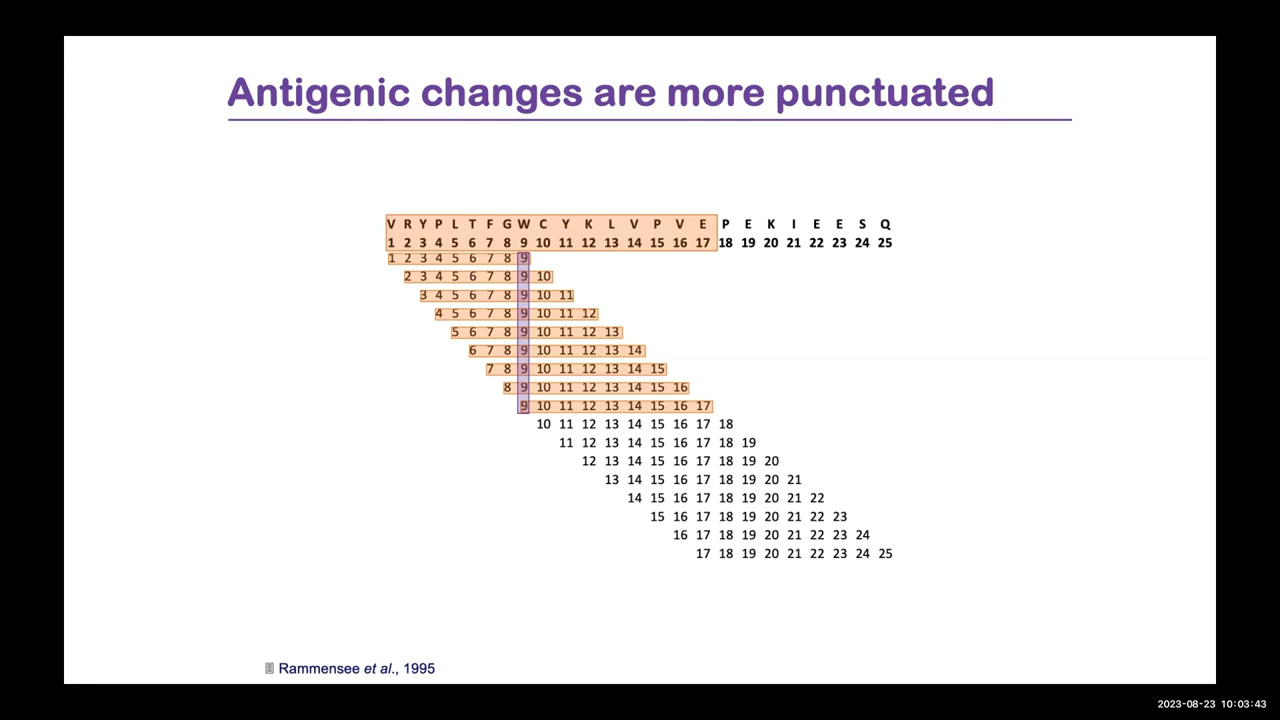 Antigenic changes are more punctuated
V R Y P L T F G W C Y K L V P V E P E K I E E S Q
1 2 3 4 5 6 7 8 9 10 11 12 13 14 15 16 17 18 19 20 21 22 23 24 25
1 2 3 4 5 6 7 8 9
2 3 4 5 6 7 8 9 10
3 4 5 6 7 8 9 10 11
4 5 6 7 8 9 10 11 12
5 6 7 8 9 10 11 12 13
6 7 8 9 10 11 12 13 14
7 8 9 10 11 12 13 14 15
8 9 10 11 12 13 14 15 16
9 10 11 12 13 14 15 16 17
10 11 12 13 14 15 16 17 18
11 12 13 14 15 16 17 18 19
12 13 14 15 16 17 18 19 20
13 14 15 16 17 18 19 20 21
14 15 16 17 18 19 20 21 22
15 16 17 18 19 20 21 22 23
16 17 18 19 20 21 22 23 24
17 18 19 20 21 22 23 24 25
Rammensee et al., 1995
2023-08-23 10:03:43